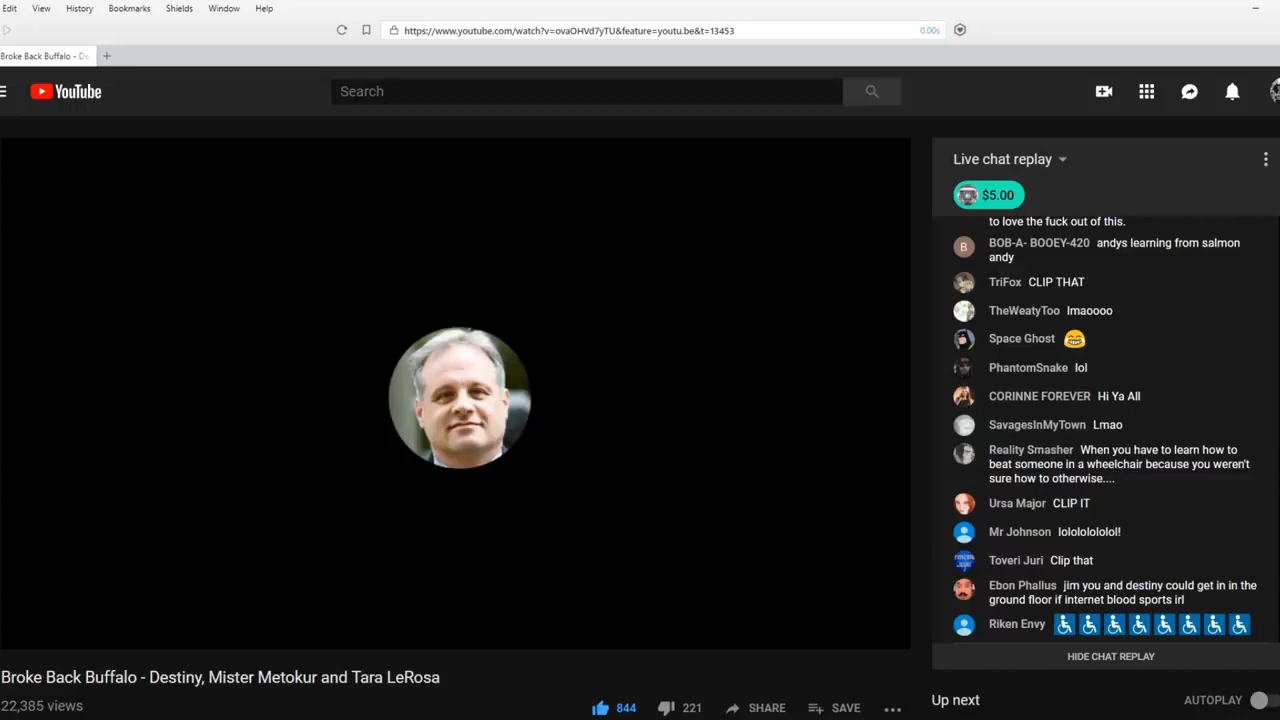 Edit View History Bookmarks Shields Window Help
https://www.youtube.com/watch?v=ovaOHVd7yTU&feature=youtu.be&t=13453 0.00s
Broke Back Buffalo - De
YouTube Search
Live chat replay
$5.00
to love the fuck out of this.
BOB-A- BOOEY-420 andys learning from salmon
andy
TriFox CLIP THAT
TheWeatyToo lmaoooo
Space Ghost
PhantomSnake lol
CORINNE FOREVER Hi Ya All
SavagesInMyTown Lmao
Reality Smasher When you have to learn how to
beat someone in a wheelchair because you weren't
sure how to otherwise....
Ursa Major CLIP IT
Mr Johnson lolololololol!
Toveri Juri Clip that
Ebon Phallus jim you and destiny could get in in the
ground floor if internet blood sports irl
Riken Envy
HIDE CHAT REPLAY
Broke Back Buffalo - Destiny, Mister Metokur and Tara LeRosa
22,385 views
844 221 SHARE SAVE
Up next AUTOPLAY